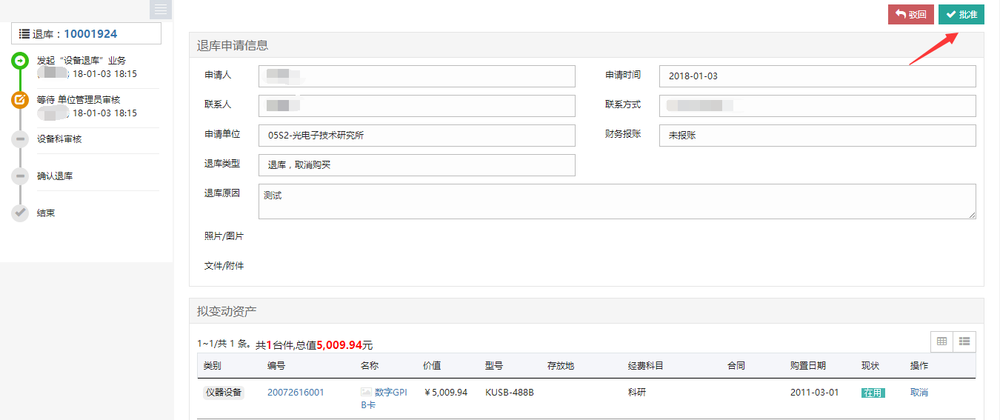 驳回
批准
退库：10001924
发起“设备退库”业务
; 18-01-03 18:15
等待 单位管理员审核
, 18-01-03 18:15
设备科审核
确认退库
结束
退库申请信息
申请人
申请时间 2018-01-03
联系人
联系方式
申请单位 05S2-光电子技术研究所
财务报账 未报账
退库类型 退库，取消购买
退库原因 测试
照片/图片
文件/附件
拟变动资产
1~1/共 1 条。共1台件,总值5,009.94元
类别 编号 名称 价值 型号 存放地 经费科目 合同 购置日期 现状 操作
仪器设备 20072616001 数字GPI ￥5,009.94 KUSB-488B 科研 2011-03-01 在用 取消
B卡